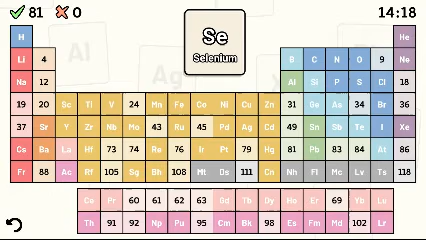 81 0 14:18
Se
Selenium
H He
Li 4 B C N O 9 Ne
Na 12 Al Si P S Cl 18
19 20 Sc Ti V 24 Mn Fe Co Ni Cu Zn 31 Ge As 34 Br 36
37 Sr Y Zr Nb Mo 43 Ru 45 Pd Ag Cd 49 Sn Sb Te I Xe
Cs Ba La Hf 73 74 Re 76 Ir Pt 79 Hg 81 Pb 83 84 At 86
Fr 88 Ac Rf 105 Sg Bh 108 Mt Ds 111 Cn Nh Fl Mc Lv Ts 118
Ce Pr 60 61 62 63 Gd Tb Dy Ho Er 69 Yb Lu
Th 91 92 Np Pu 95 Cm Bk 98 Es Fm Md 102 Lr